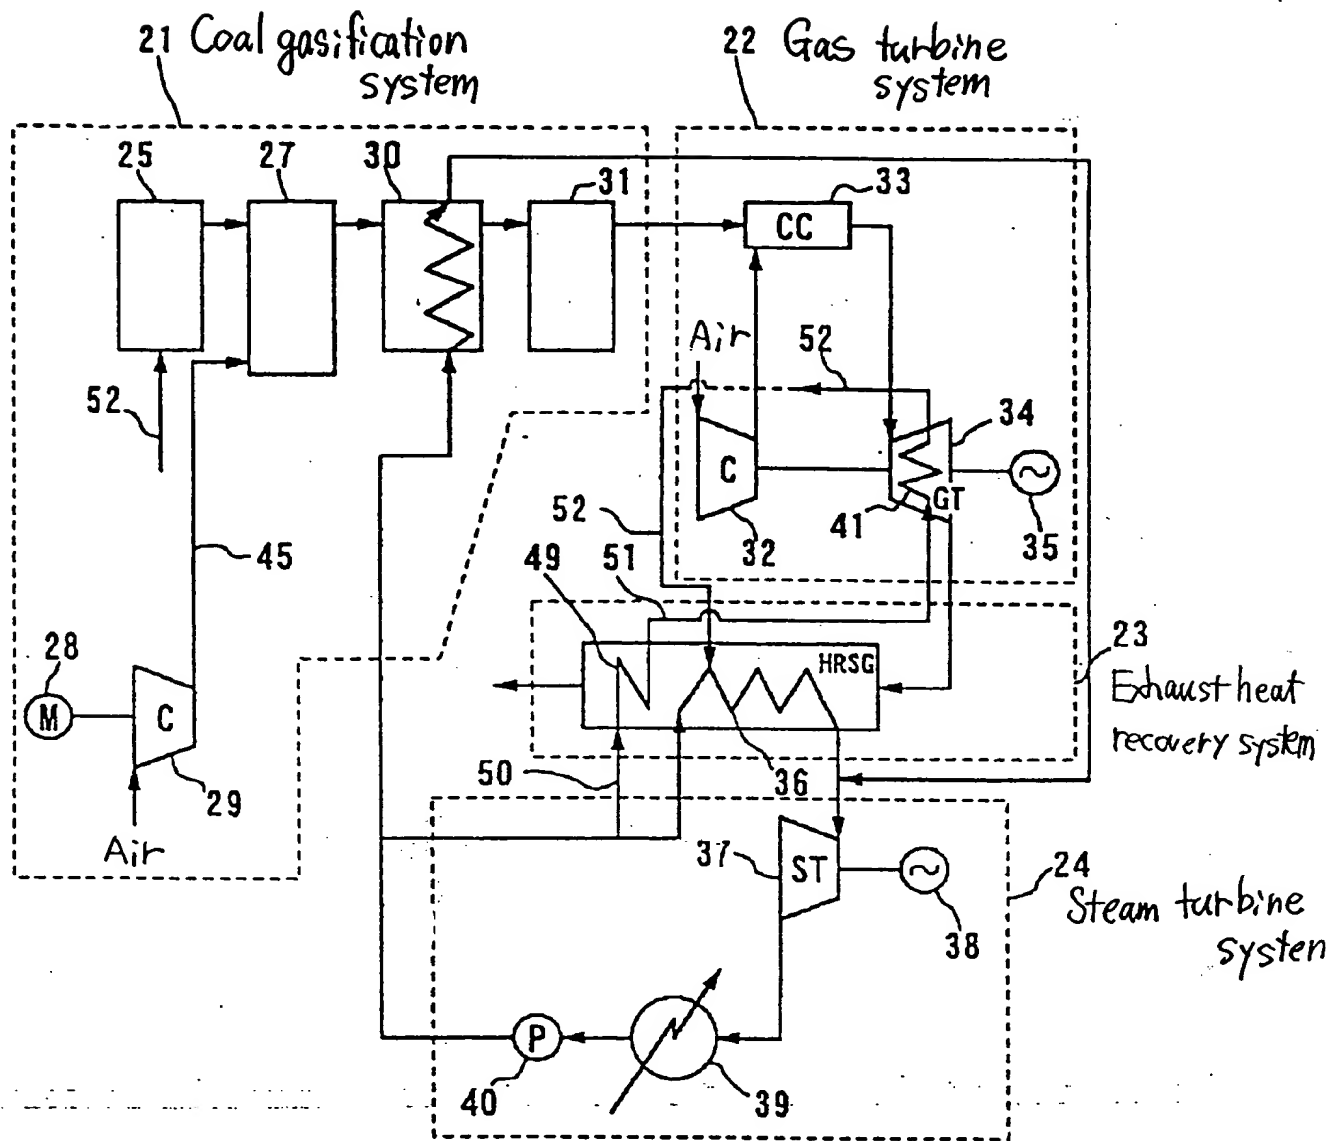 21 Coal gasification
system
22 Gas turbine
system
25
27
30
31
33
CC
Air
52
52
34
C
GT
41
32
35
52
45
49
51
28
M
C
29
Air
HRSG
23
Exhaust heat
recovery system
50
36
37
ST
38
24
Steam turbine
systen
P
40
39